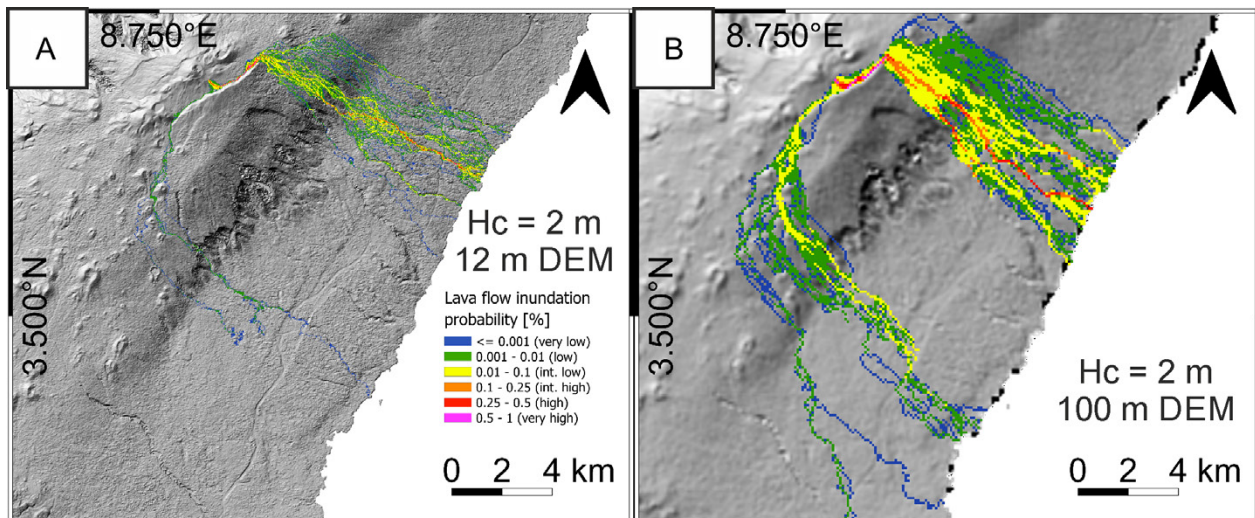 A
8.750°E
3.500°N
Hc = 2 m
12 m DEM
Lava flow inundation
probability [%]
<= 0.001 (very low)
0.001 - 0.01 (low)
0.01 - 0.1 (int. low)
0.1 - 0.25 (int. high)
0.25 - 0.5 (high)
0.5 - 1 (very high)
0 2 4 km
B
8.750°E
3.500°N
Hc = 2 m
100 m DEM
0 2 4 km